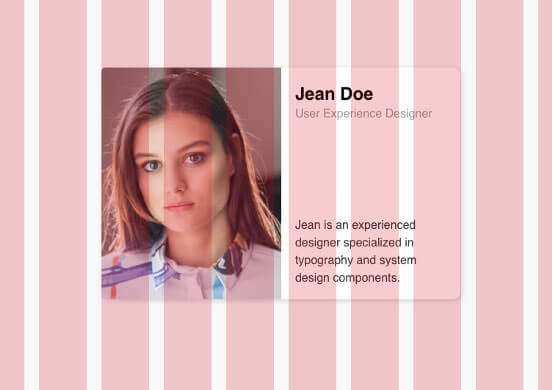 Jean Doe
User Experience Designer
Jean is an experienced
designer specialized in
typography and system
design components.